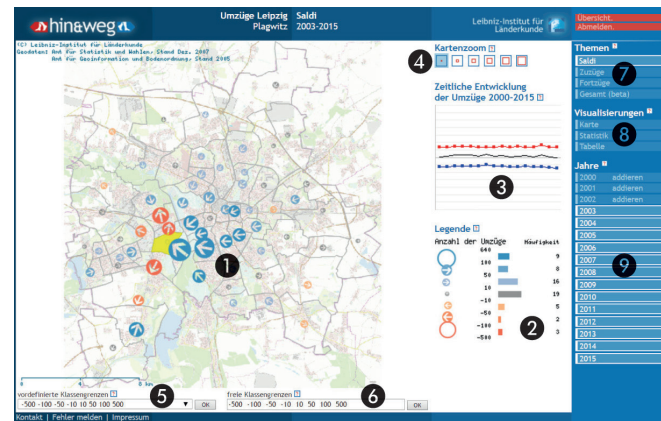 hin&weg
Umzüge Leipzig Saldi
Plagwitz 2003-2015
Leibniz-Institut für
Länderkunde
Übersicht.
Abmelden.
(C) Leibniz-Institut für Länderkunde
Geodaten: Amt für Statistik und Wahlen, Stand Dez. 2007
Amt für Geoinformation und Bodenordnung, Stand 2005
1
0 4 8 km
vordefinierte Klassengrenzen ?
5
-500 -100 -50 -10 10 50 100 500 ▼ OK
freie Klassengrenzen ?
6
-500 -100 -50 -10 10 50 100 500 OK
Kartenzoom ?
4
Zeitliche Entwicklung
der Umzüge 2000-2015 ?
3
Legende ?
Anzahl der Umzüge Häufigkeit
640
9
100
8
50
16
10
19
-10
5
-50
2
-100
3
-500
2
Themen ?
Saldi
Zuzüge
7
Fortzüge
Gesamt (beta)
Visualisierungen ?
Karte
8
Statistik
Tabelle
Jahre ?
2000 addieren
2001 addieren
2002 addieren
2003
2004
2005
2006
2007
9
2008
2009
2010
2011
2012
2013
2014
2015
Kontakt | Fehler melden | Impressum